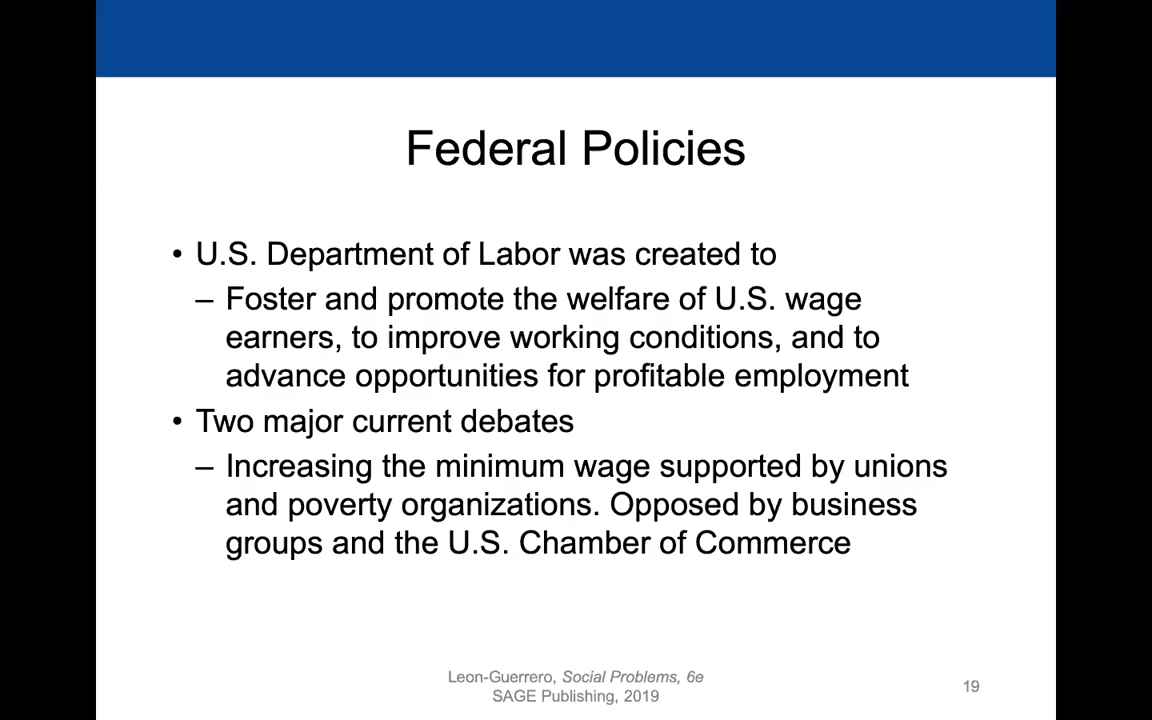 Federal Policies
• U.S. Department of Labor was created to
– Foster and promote the welfare of U.S. wage
earners, to improve working conditions, and to
advance opportunities for profitable employment
• Two major current debates
– Increasing the minimum wage supported by unions
and poverty organizations. Opposed by business
groups and the U.S. Chamber of Commerce
Leon-Guerrero, Social Problems, 6e
SAGE Publishing, 2019
19